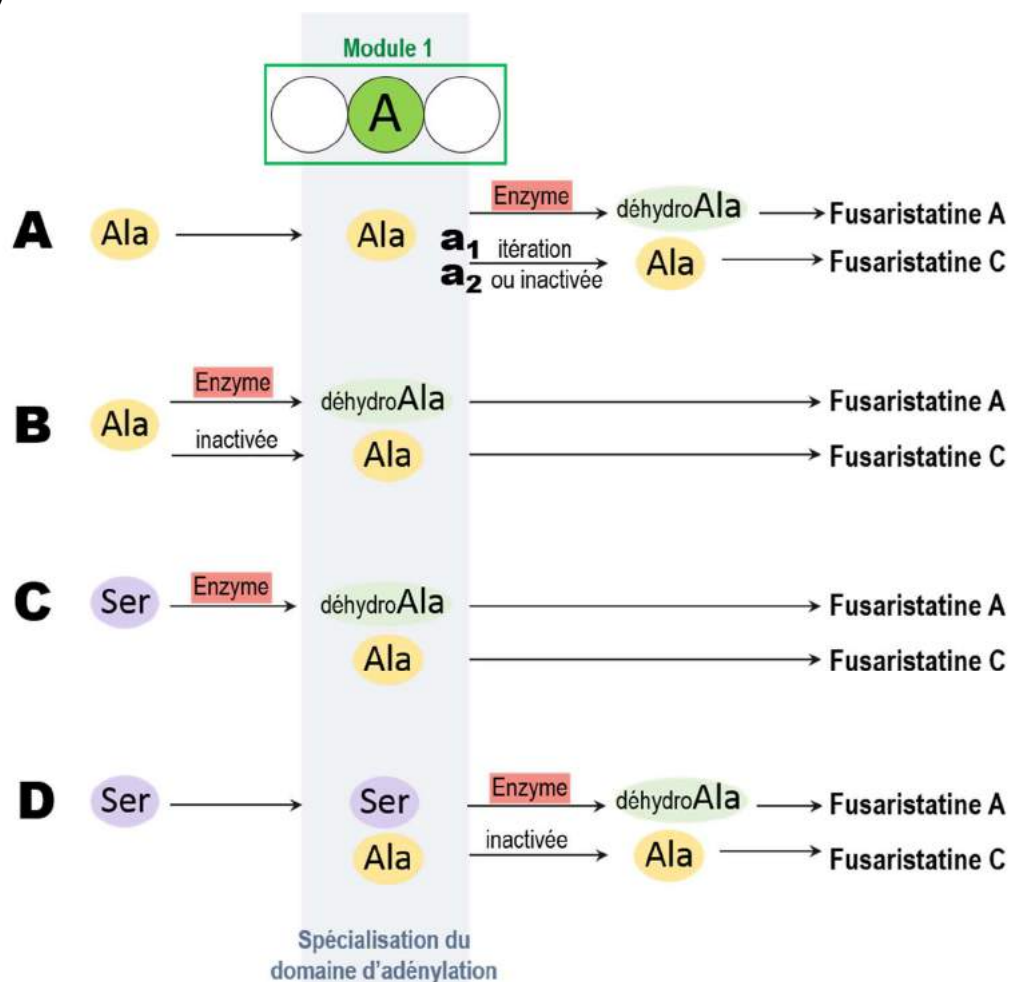 Module 1
A
A
Ala
Ala
Enzyme
déhydroAla
Fusaristatine A
a1
itération
a2
ou inactivée
Ala
Fusaristatine C
B
Ala
Enzyme
déhydroAla
Fusaristatine A
inactivée
Ala
Fusaristatine C
C
Ser
Enzyme
déhydroAla
Fusaristatine A
Ala
Fusaristatine C
D
Ser
Ser
Enzyme
déhydroAla
Fusaristatine A
Ala
inactivée
Ala
Fusaristatine C
Spécialisation du
domaine d'adénylation